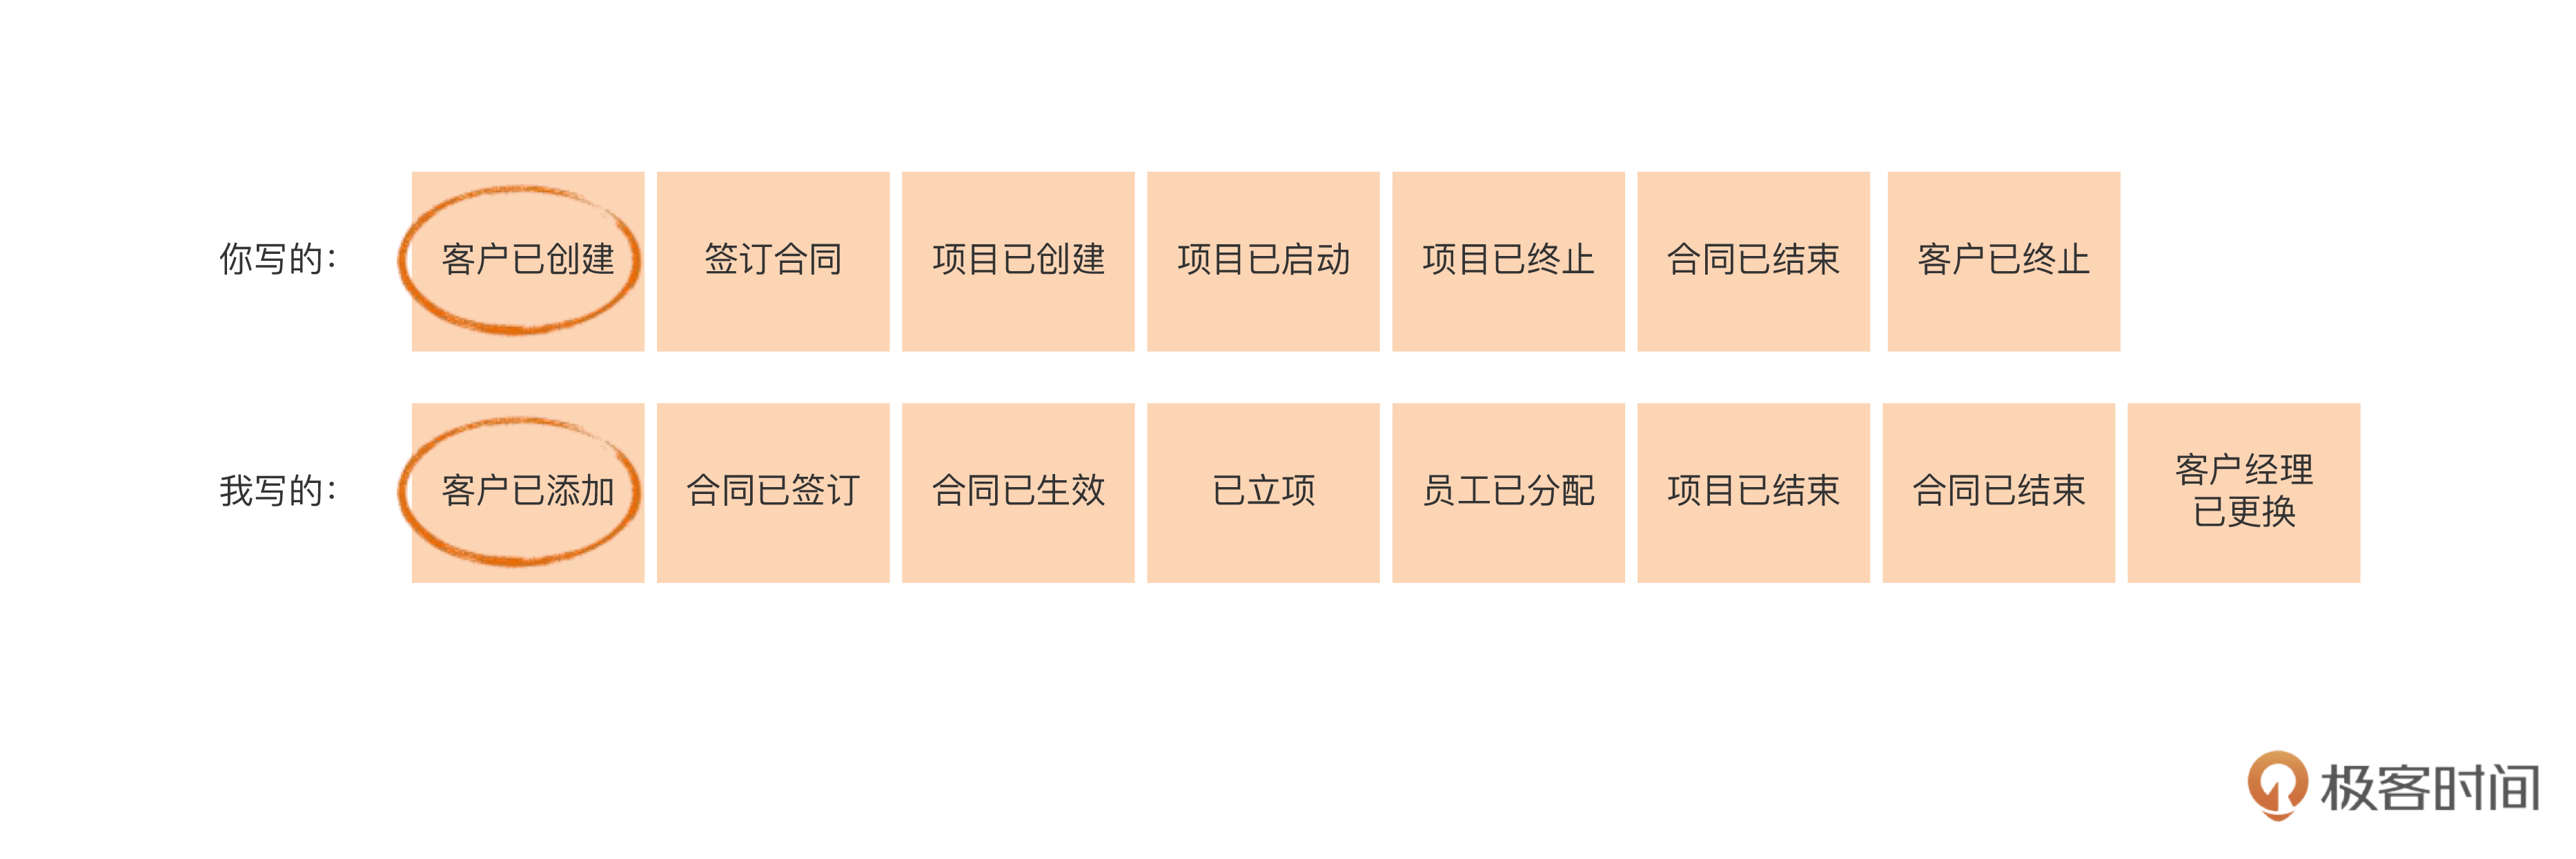 你写的：
客户已创建
签订合同
项目已创建
项目已启动
项目已终止
合同已结束
客户已终止
我写的：
客户已添加
合同已签订
合同已生效
已立项
员工已分配
项目已结束
合同已结束
客户经理
已更换
极客时间